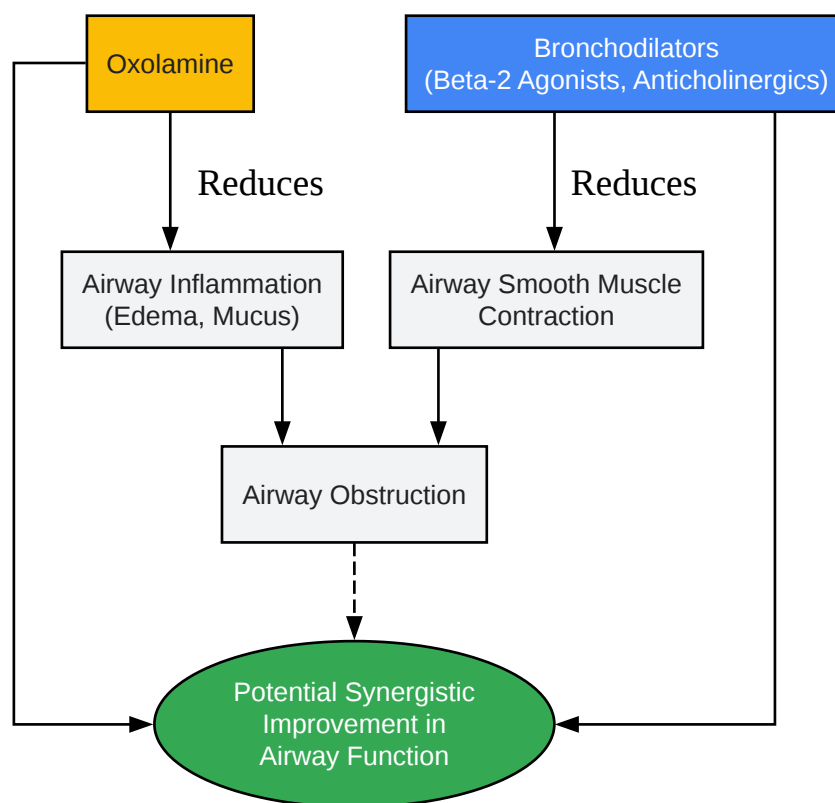 Oxolamine
Bronchodilators
(Beta-2 Agonists, Anticholinergics)
Reduces
Reduces
Airway Inflammation
(Edema, Mucus)
Airway Smooth Muscle
Contraction
Airway Obstruction
Potential Synergistic
Improvement in
Airway Function